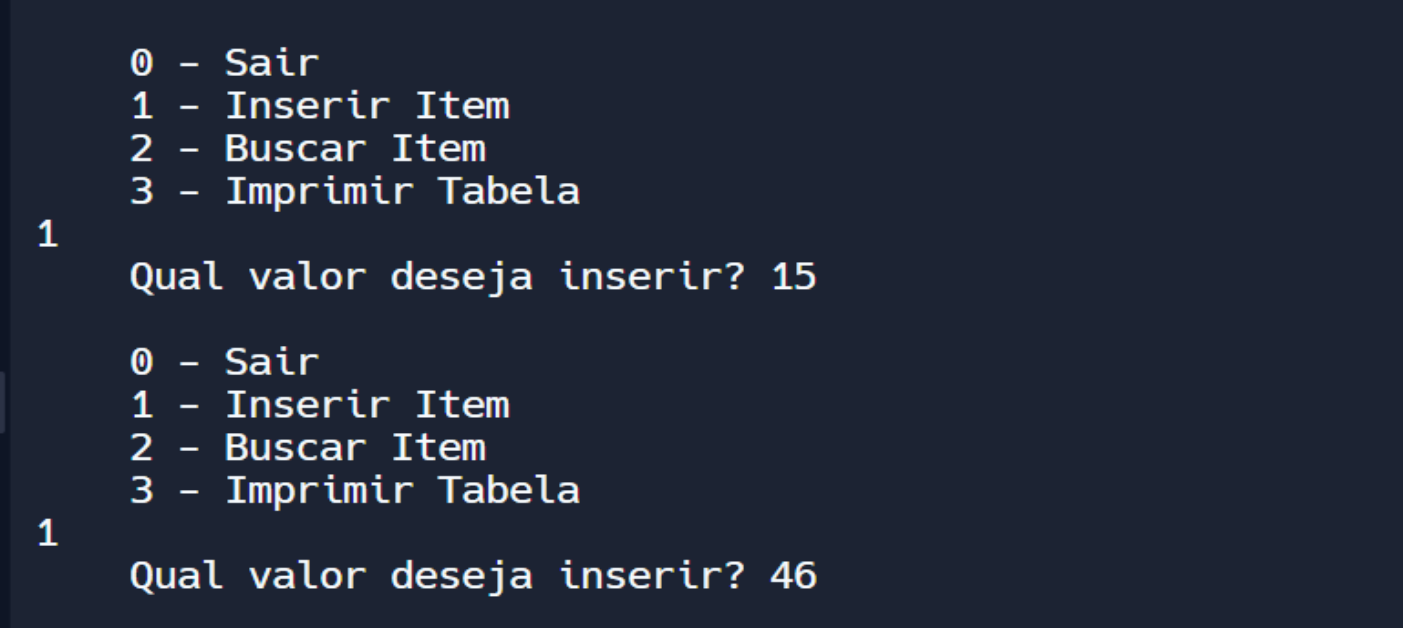 0 - Sair
1 - Inserir Item
2 - Buscar Item
3 - Imprimir Tabela
1
Qual valor deseja inserir? 15
0 - Sair
1 - Inserir Item
2 - Buscar Item
3 - Imprimir Tabela
1
Qual valor deseja inserir? 46